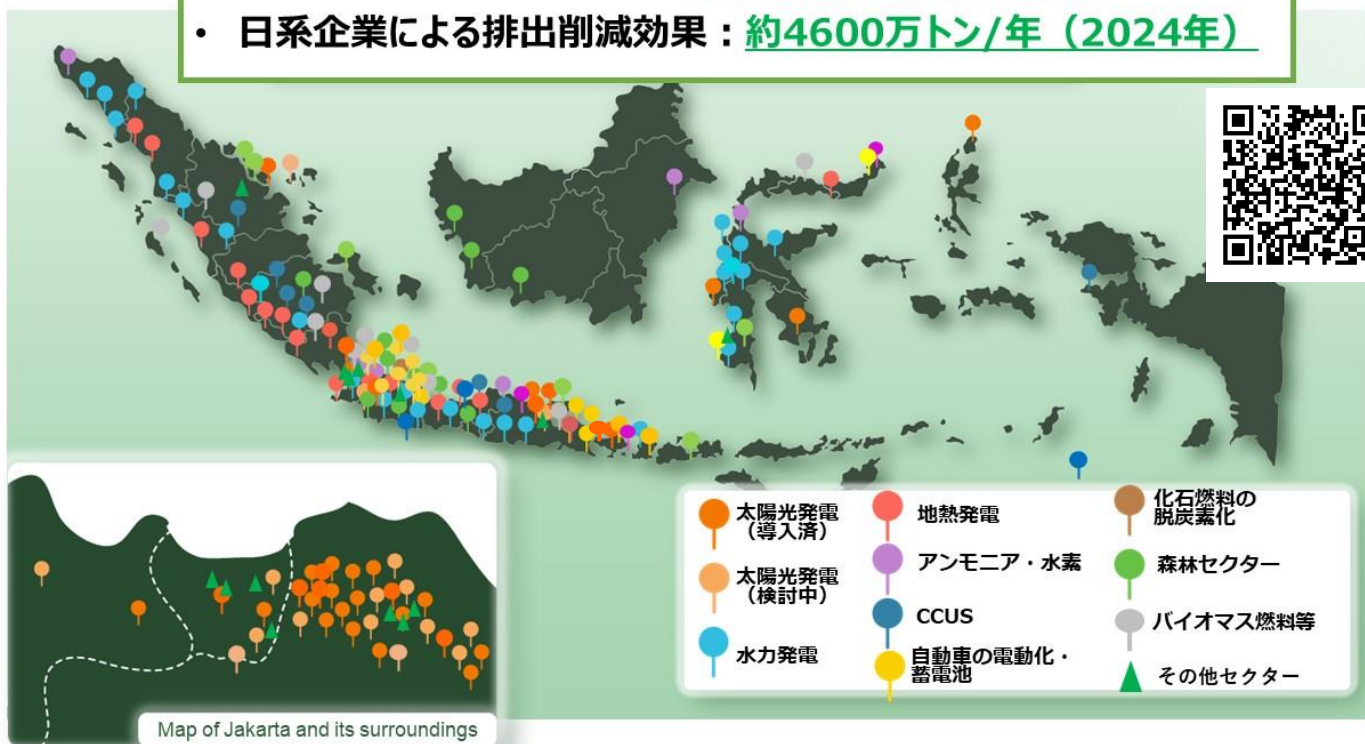 • 日系企業による排出削減効果：約4600万トン/年（2024年）
太陽光発電
（導入済）
太陽光発電
（検討中）
水力発電
地熱発電
アンモニア・水素
CCUS
自動車の電動化・
蓄電池
化石燃料の
脱炭素化
森林セクター
バイオマス燃料等
その他セクター
Map of Jakarta and its surroundings